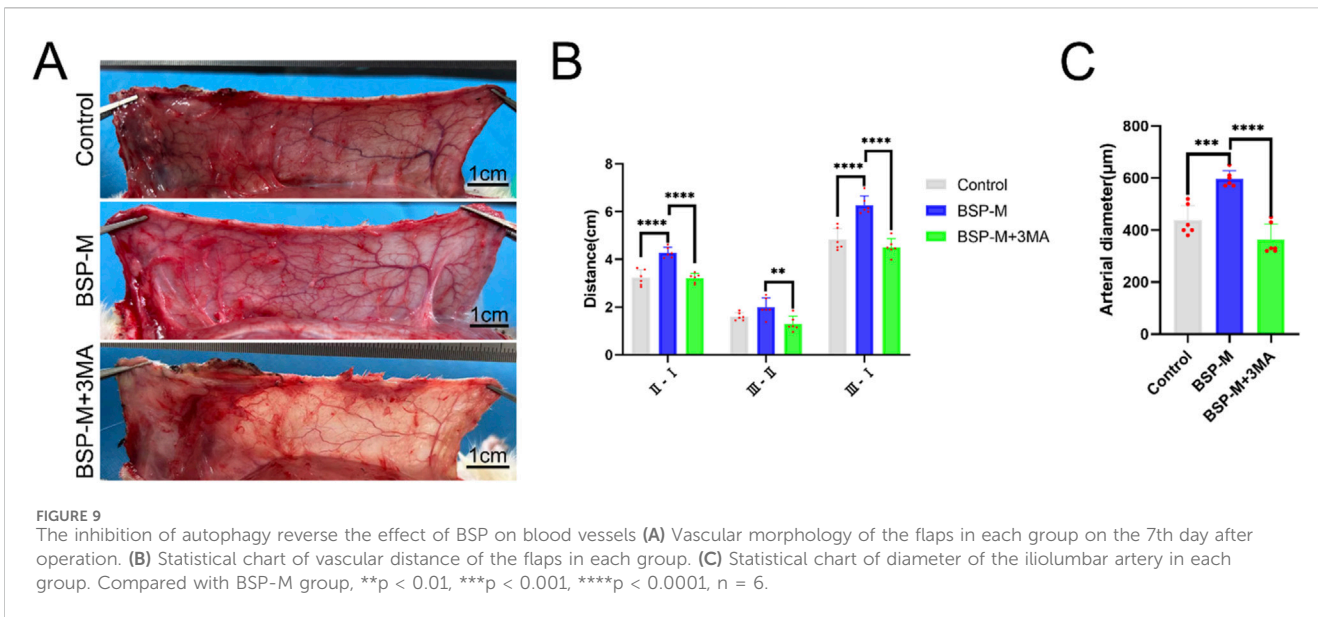 A
Control
1cm
BSP-M
1cm
BSP-M+3MA
1cm
B
Distance(cm)
8
6
4
2
0
****
****
**
****
****
Ⅱ - Ⅰ
Ⅲ - Ⅱ
Ⅲ - Ⅰ
Control
BSP-M
BSP-M+3MA
C
Arterial diameter(μm)
800
600
400
200
0
***
****
Control
BSP-M
BSP-M+3MA
FIGURE 9
The inhibition of autophagy reverse the effect of BSP on blood vessels (A) Vascular morphology of the flaps in each group on the 7th day after
operation. (B) Statistical chart of vascular distance of the flaps in each group. (C) Statistical chart of diameter of the iliolumbar artery in each
group. Compared with BSP-M group, **p < 0.01, ***p < 0.001, ****p < 0.0001, n = 6.